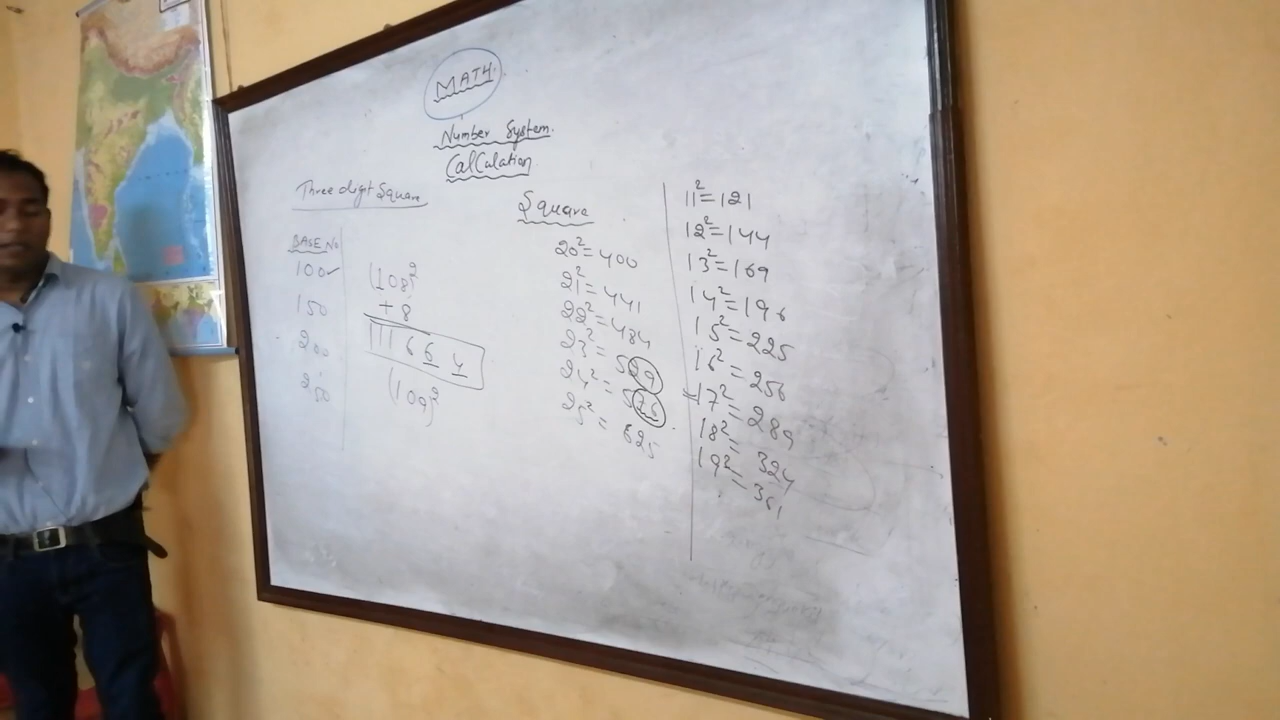 MATH.
Number System.
CalCulation
Three digit Square
BASE No
100✓
150
200
250
(108)²
+ 8
111664
(109)²
Square
20² = 400
21² = 441
22² = 484
23² = 529
24² = 576
25² = 625
11² = 121
12² = 144
13² = 169
14² = 196
15² = 225
16² = 256
17² = 289
18² = 324
19² = 361